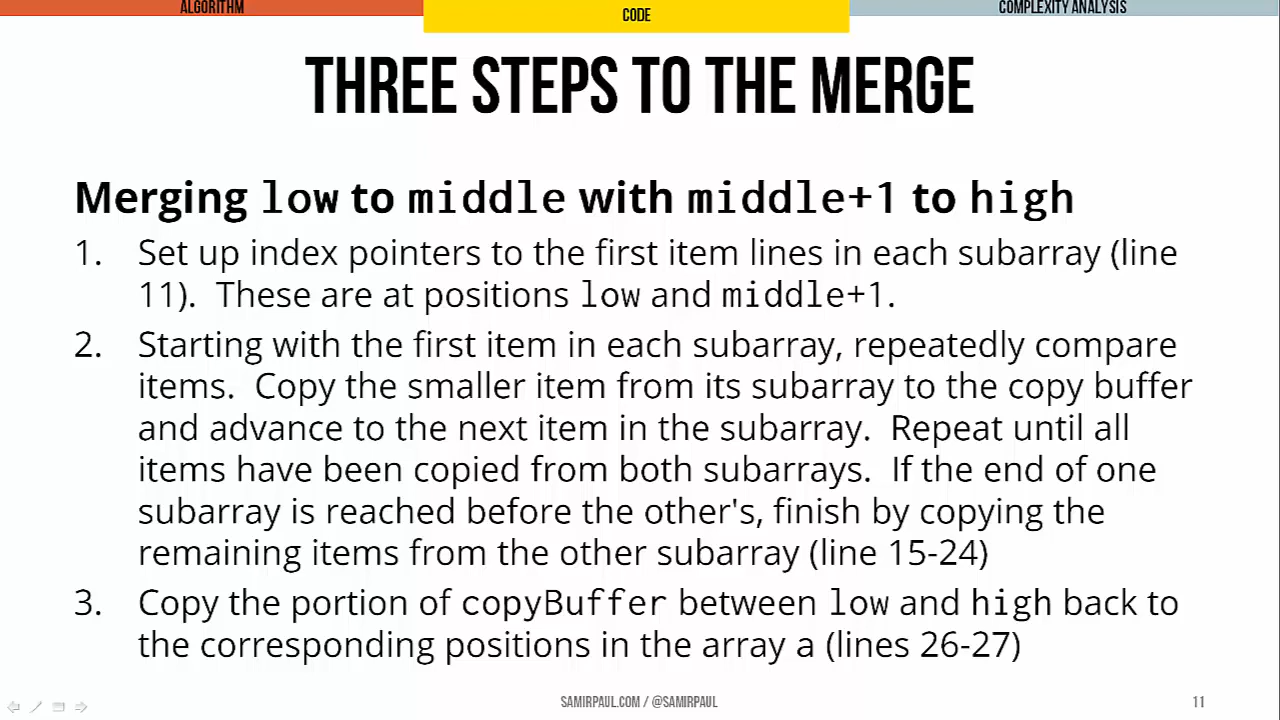 ALGORITHM
CODE
COMPLEXITY ANALYSIS
THREE STEPS TO THE MERGE
Merging low to middle with middle+1 to high
1. Set up index pointers to the first item lines in each subarray (line
11).  These are at positions low and middle+1.
2. Starting with the first item in each subarray, repeatedly compare
items.  Copy the smaller item from its subarray to the copy buffer
and advance to the next item in the subarray.  Repeat until all
items have been copied from both subarrays.  If the end of one
subarray is reached before the other's, finish by copying the
remaining items from the other subarray (line 15-24)
3. Copy the portion of copyBuffer between low and high back to
the corresponding positions in the array a (lines 26-27)
SAMIRPAUL.COM / @SAMIRPAUL
11